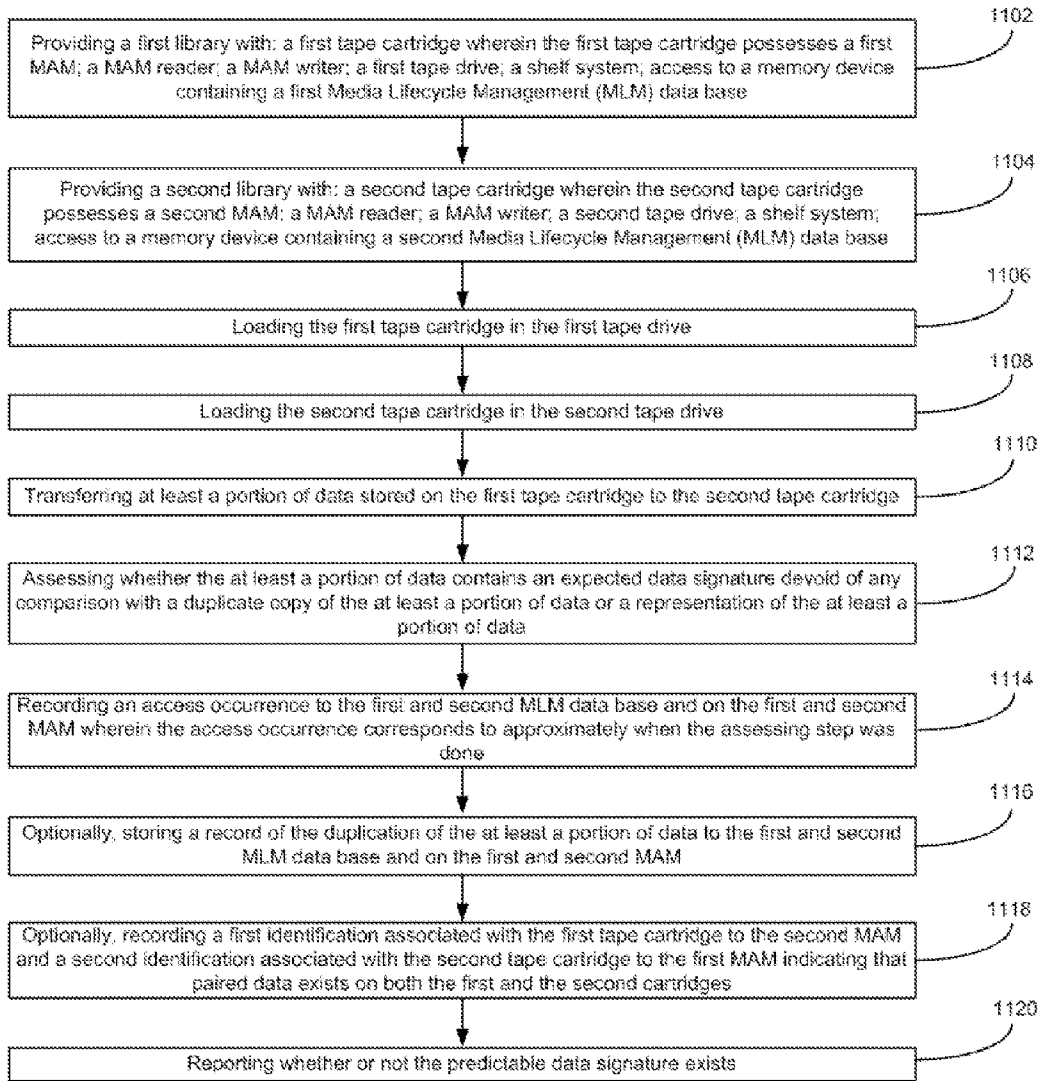 1102
Providing a first library with: a first tape cartridge wherein the first tape cartridge possesses a first
MAM; a MAM reader; a MAM writer; a first tape drive; a shelf system; access to a memory device
containing a first Media Lifecycle Management (MLM) data base
1104
Providing a second library with: a second tape cartridge wherein the second tape cartridge
possesses a second MAM; a MAM reader; a MAM writer; a second tape drive; a shelf system;
access to a memory device containing a second Media Lifecycle Management (MLM) data base
1106
Loading the first tape cartridge in the first tape drive
1108
Loading the second tape cartridge in the second tape drive
1110
Transferring at least a portion of data stored on the first tape cartridge to the second tape cartridge
1112
Assessing whether the at least a portion of data contains an expected data signature devoid of any
comparison with a duplicate copy of the at least a portion of data or a representation of the at least a
portion of data
1114
Recording an access occurrence to the first and second MLM data base and on the first and second
MAM wherein the access occurrence corresponds to approximately when the assessing step was
done
1116
Optionally, storing a record of the duplication of the at least a portion of data to the first and second
MLM data base and on the first and second MAM
1118
Optionally, recording a first identification associated with the first tape cartridge to the second MAM
and a second identification associated with the second tape cartridge to the first MAM indicating that
paired data exists on both the first and the second cartridges
1120
Reporting whether or not the predictable data signature exists